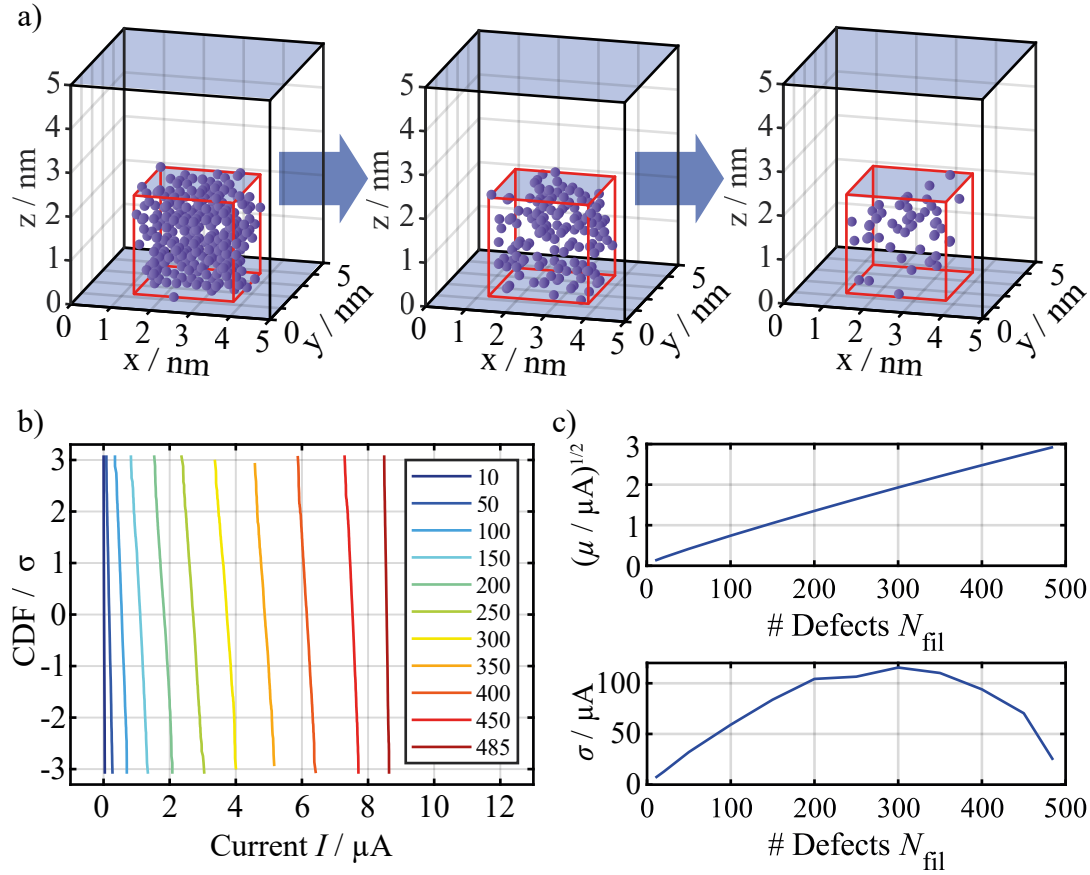 a)
5
4
3
2
1
0
z / nm
0 1 2 3 4 5
x / nm
0 5
y / nm
5
4
3
2
1
0
z / nm
0 1 2 3 4 5
x / nm
0 5
y / nm
5
4
3
2
1
0
z / nm
0 1 2 3 4 5
x / nm
0 5
y / nm
b)
3
2
1
0
-1
-2
-3
CDF / σ
0 2 4 6 8 10 12
Current I / μA
10
50
100
150
200
250
300
350
400
450
485
c)
3
2
1
0
(μ / μA)^1/2
0 100 200 300 400 500
# Defects N_fil
100
50
0
σ / μA
0 100 200 300 400 500
# Defects N_fil